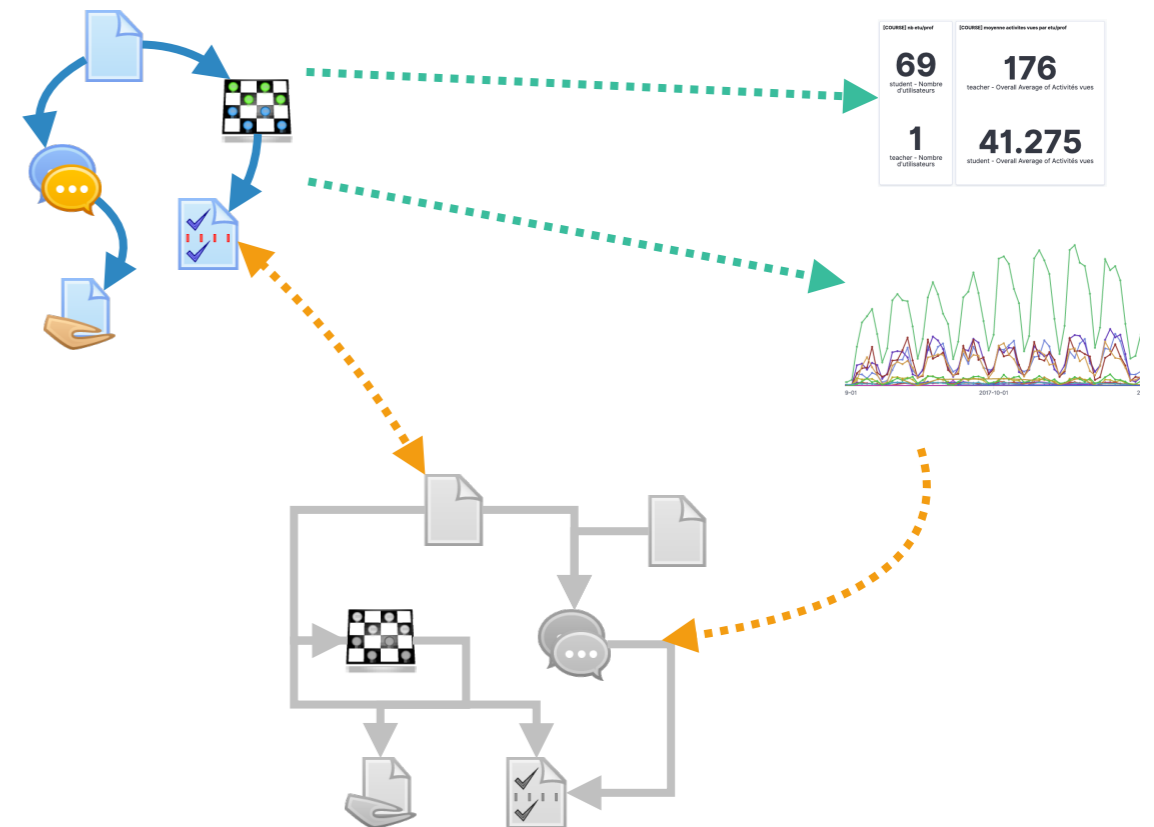 [COURSE] nb etu/prof
[COURSE] moyenne activites vues par etu/prof
69
student - Nombre
d'utilisateurs
1
teacher - Nombre
d'utilisateurs
176
teacher - Overall Average of Activités vues
41.275
student - Overall Average of Activités vues
9-01
2017-10-01
2